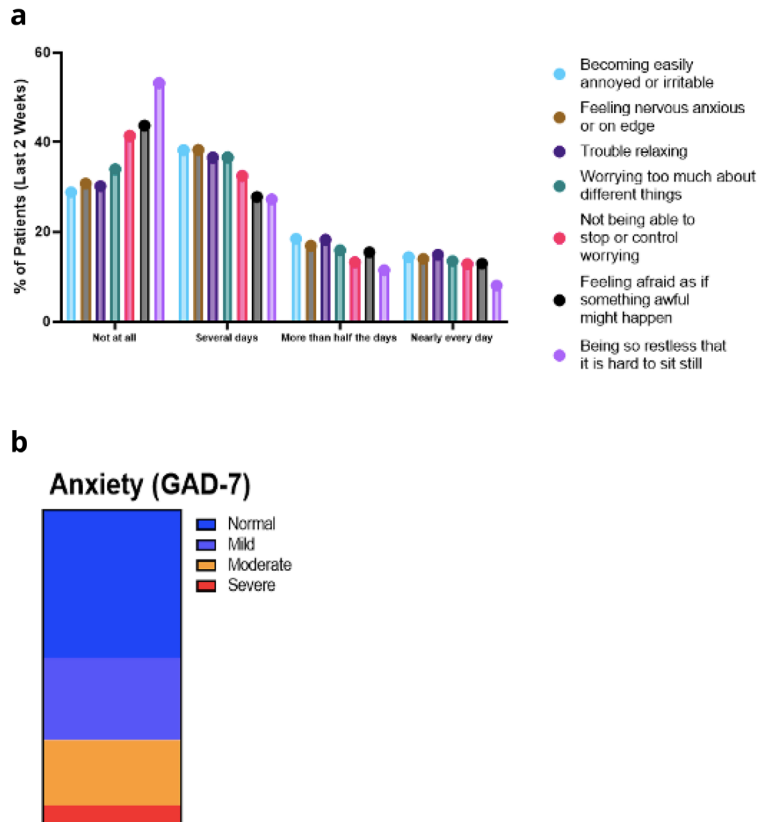 a
60
40
20
0
% of Patients (Last 2 Weeks)
Not at all
Several days
More than half the days
Nearly every day
Becoming easily
annoyed or irritable
Feeling nervous anxious
or on edge
Trouble relaxing
Worrying too much about
different things
Not being able to
stop or control
worrying
Feeling afraid as if
something awful
might happen
Being so restless that
it is hard to sit still
b
Anxiety (GAD-7)
Normal
Mild
Moderate
Severe